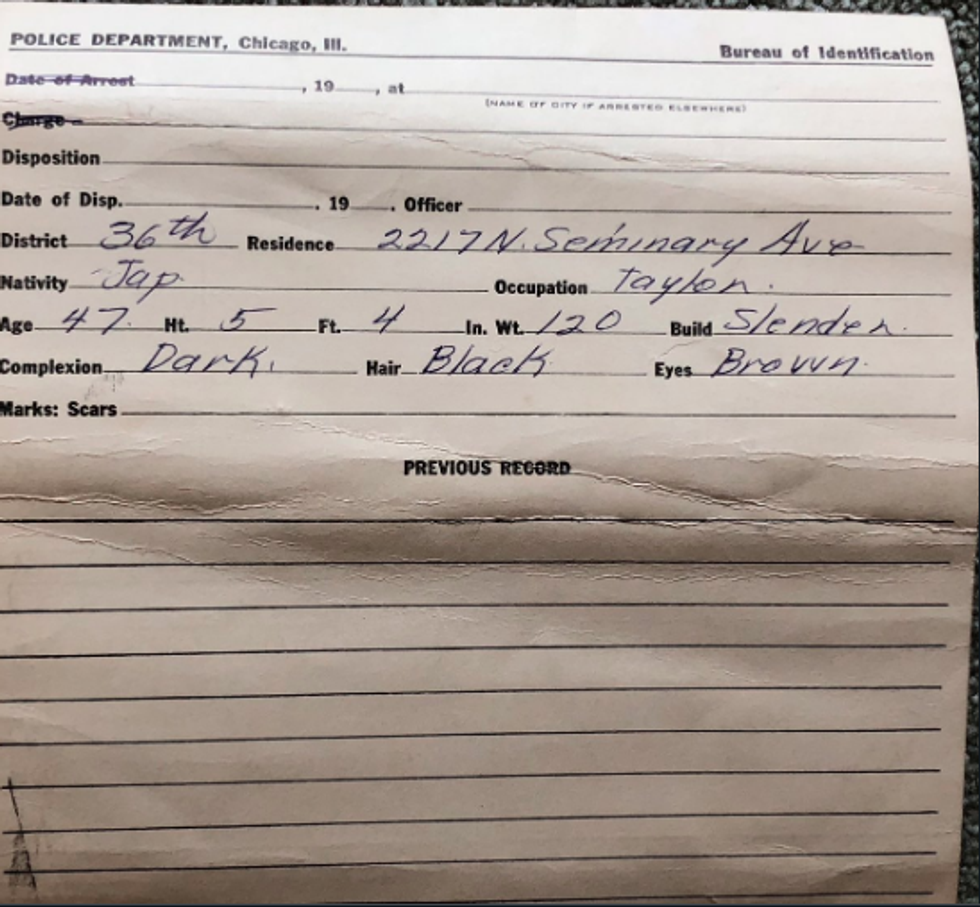 POLICE DEPARTMENT, Chicago, Ill. Bureau of Identification
Date of Arrest , 19 , at
(NAME OF CITY IF ARRESTED ELSEWHERE)
Charge
Disposition
Date of Disp. , 19 . Officer
District 36th Residence 2217 N. Seminary Ave
Nativity Jap. Occupation Taylor.
Age 47. Ht. 5 Ft. 4 In. Wt. 120 Build Slender.
Complexion Dark. Hair Black Eyes Brown.
Marks: Scars
PREVIOUS RECORD